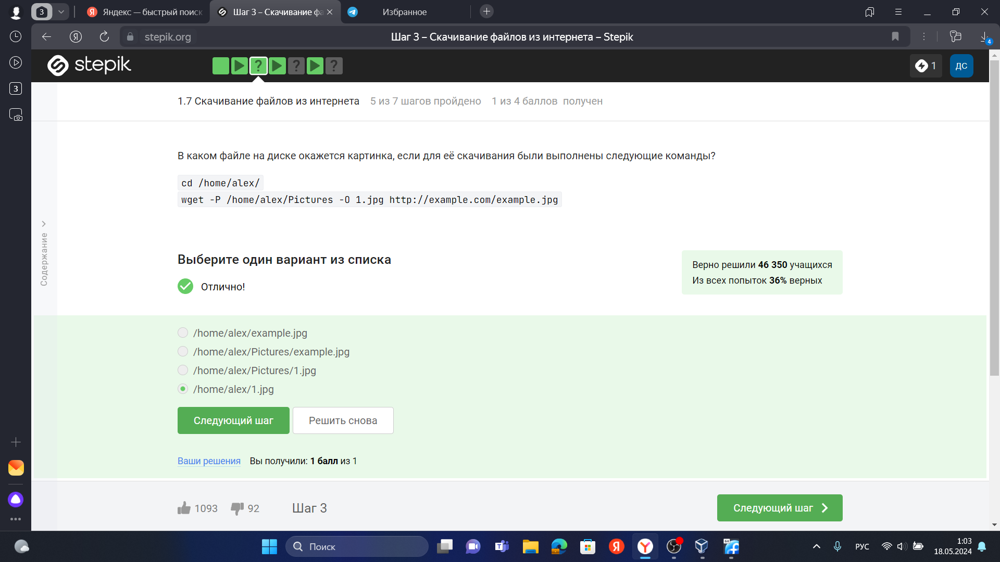 3
Яндекс — быстрый поиск
Шаг 3 – Скачивание фа
Избранное
stepik.org
Шаг 3 – Скачивание файлов из интернета – Stepik
4
3
stepik
?
?
?
1
ДС
1.7 Скачивание файлов из интернета 5 из 7 шагов пройдено 1 из 4 баллов получен
В каком файле на диске окажется картинка, если для её скачивания были выполнены следующие команды?
cd /home/alex/
wget -P /home/alex/Pictures -O 1.jpg http://example.com/example.jpg
Содержание
Выберите один вариант из списка
Отлично!
Верно решили 46 350 учащихся
Из всех попыток 36% верных
/home/alex/example.jpg
/home/alex/Pictures/example.jpg
/home/alex/Pictures/1.jpg
/home/alex/1.jpg
Следующий шаг
Решить снова
Ваши решения Вы получили: 1 балл из 1
1093
92
Шаг 3
Следующий шаг
Поиск
64
РУС
1:03
18.05.2024